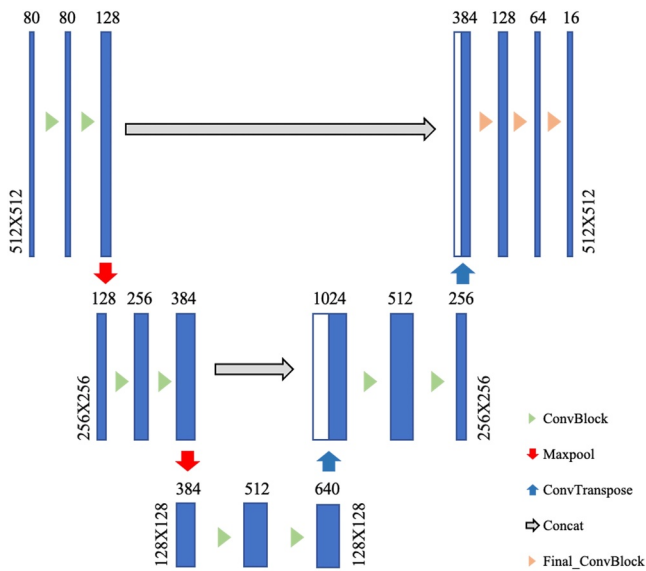 80 80 128 384 128 64 16
512X512 512X512
128 256 384 1024 512 256
256X256 256X256
384 512 640
128X128 128X128
ConvBlock
Maxpool
ConvTranspose
Concat
Final_ConvBlock